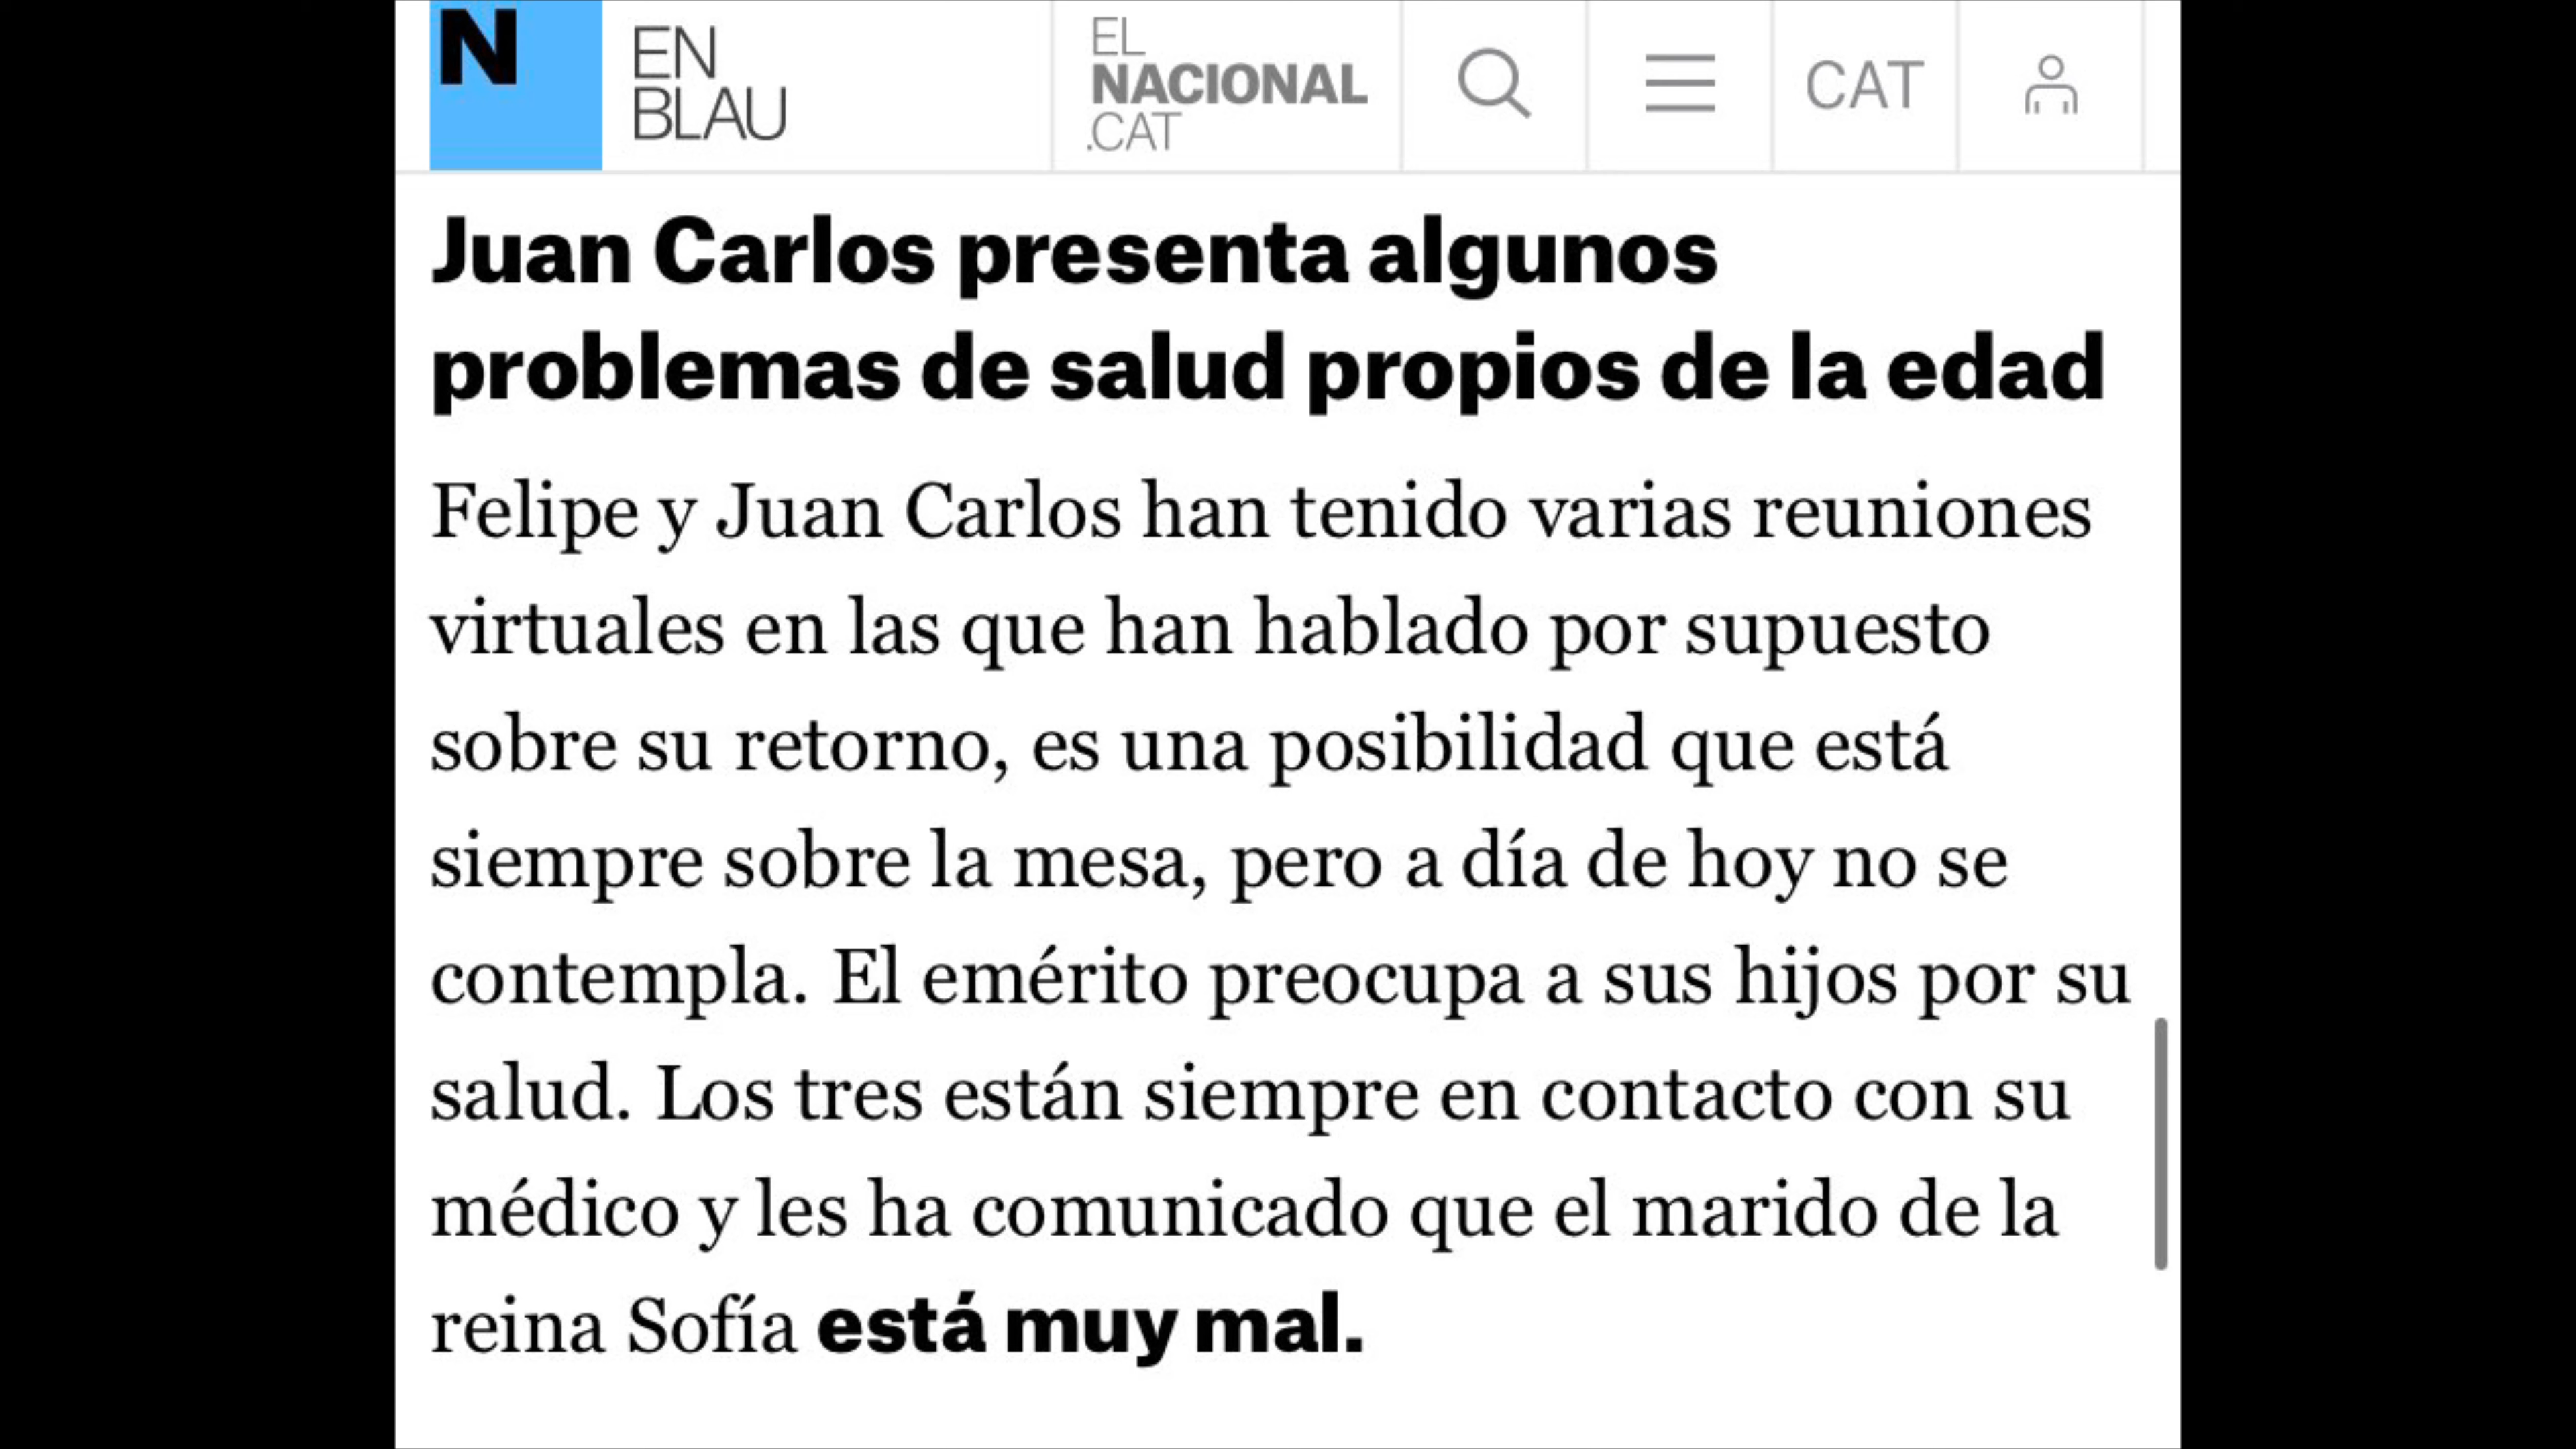 N
EN
BLAU
EL
NACIONAL
.CAT
CAT
Juan Carlos presenta algunos
problemas de salud propios de la edad
Felipe y Juan Carlos han tenido varias reuniones
virtuales en las que han hablado por supuesto
sobre su retorno, es una posibilidad que está
siempre sobre la mesa, pero a día de hoy no se
contempla. El emérito preocupa a sus hijos por su
salud. Los tres están siempre en contacto con su
médico y les ha comunicado que el marido de la
reina Sofía está muy mal.